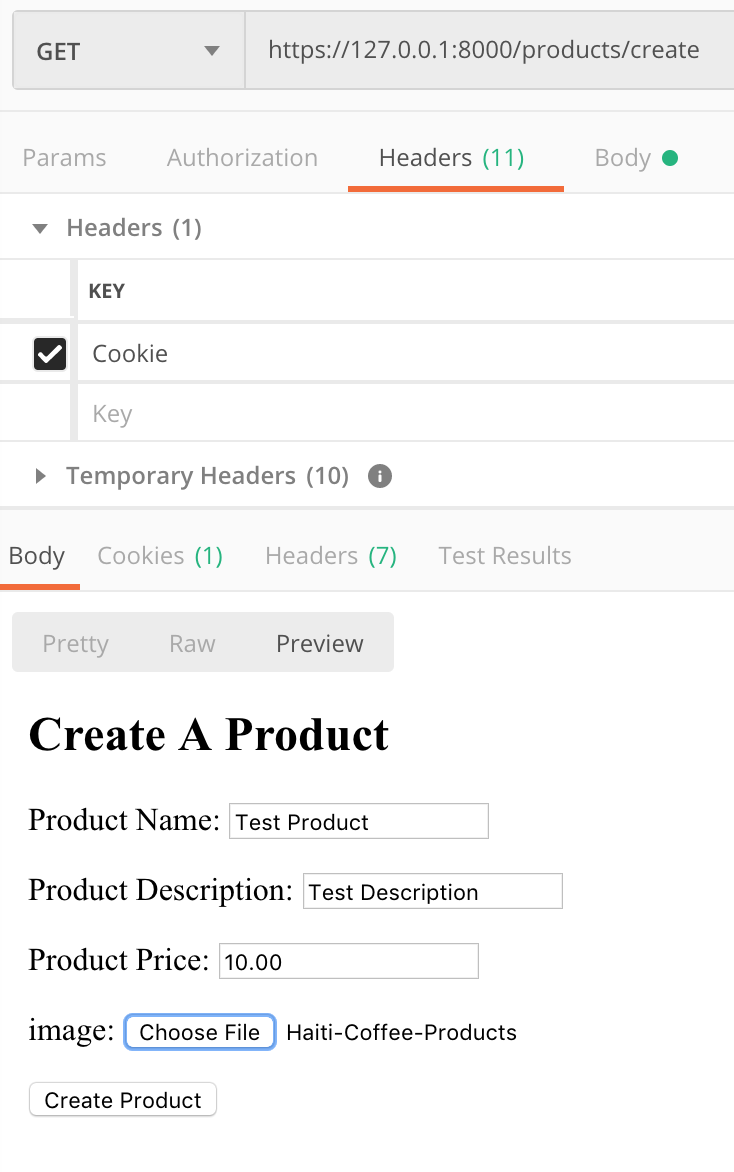 GET https://127.0.0.1:8000/products/create
Params Authorization Headers (11) Body
Headers (1)
KEY
Cookie
Key
Temporary Headers (10) i
Body Cookies (1) Headers (7) Test Results
Pretty Raw Preview
Create A Product
Product Name: Test Product
Product Description: Test Description
Product Price: 10.00
image: Choose File Haiti-Coffee-Products
Create Product